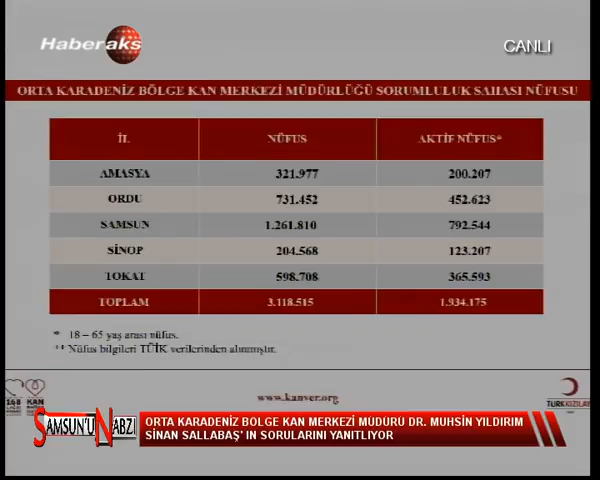 Haberaks
CANLI
ORTA KARADENİZ BÖLGE KAN MERKEZİ MÜDÜRLÜĞÜ SORUMLULUK SAHASI NÜFUSU
İL NÜFUS AKTİF NÜFUS*
AMASYA 321.977 200.207
ORDU 731.452 452.623
SAMSUN 1.261.810 792.544
SİNOP 204.568 123.207
TOKAT 598.708 365.593
TOPLAM 3.118.515 1.934.175
* 18 – 65 yaş arası nüfus.
** Nüfus bilgileri TÜİK verilerinden alınmıştır.
168 KAN
www.kanver.org
TÜRK KIZILAY
SAMSUN'U NABZI
ORTA KARADENİZ BÖLGE KAN MERKEZİ MÜDÜRÜ DR. MUHSİN YILDIRIM
SİNAN SALLABAŞ' IN SORULARINI YANITLIYOR